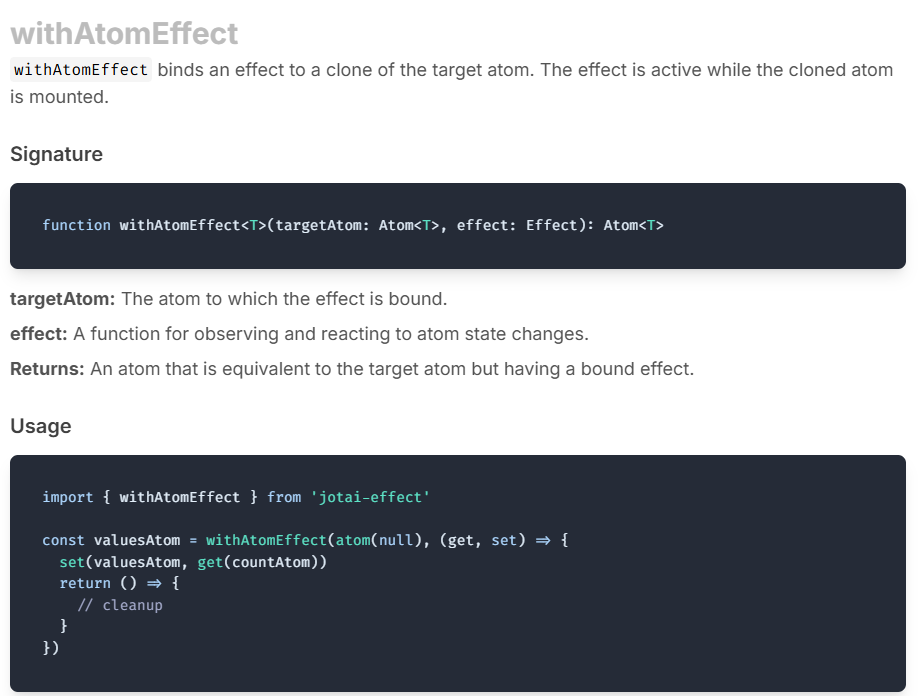 withAtomEffect
withAtomEffect binds an effect to a clone of the target atom. The effect is active while the cloned atom
is mounted.
Signature
function withAtomEffect<T>(targetAtom: Atom<T>, effect: Effect): Atom<T>
targetAtom: The atom to which the effect is bound.
effect: A function for observing and reacting to atom state changes.
Returns: An atom that is equivalent to the target atom but having a bound effect.
Usage
import { withAtomEffect } from 'jotai-effect'
const valuesAtom = withAtomEffect(atom(null), (get, set) => {
  set(valuesAtom, get(countAtom))
  return () => {
    // cleanup
  }
})